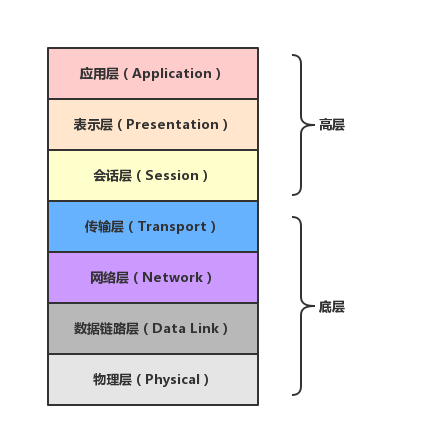 应用层（Application）
表示层（Presentation）
会话层（Session）
传输层（Transport）
网络层（Network）
数据链路层（Data Link）
物理层（Physical）
高层
底层